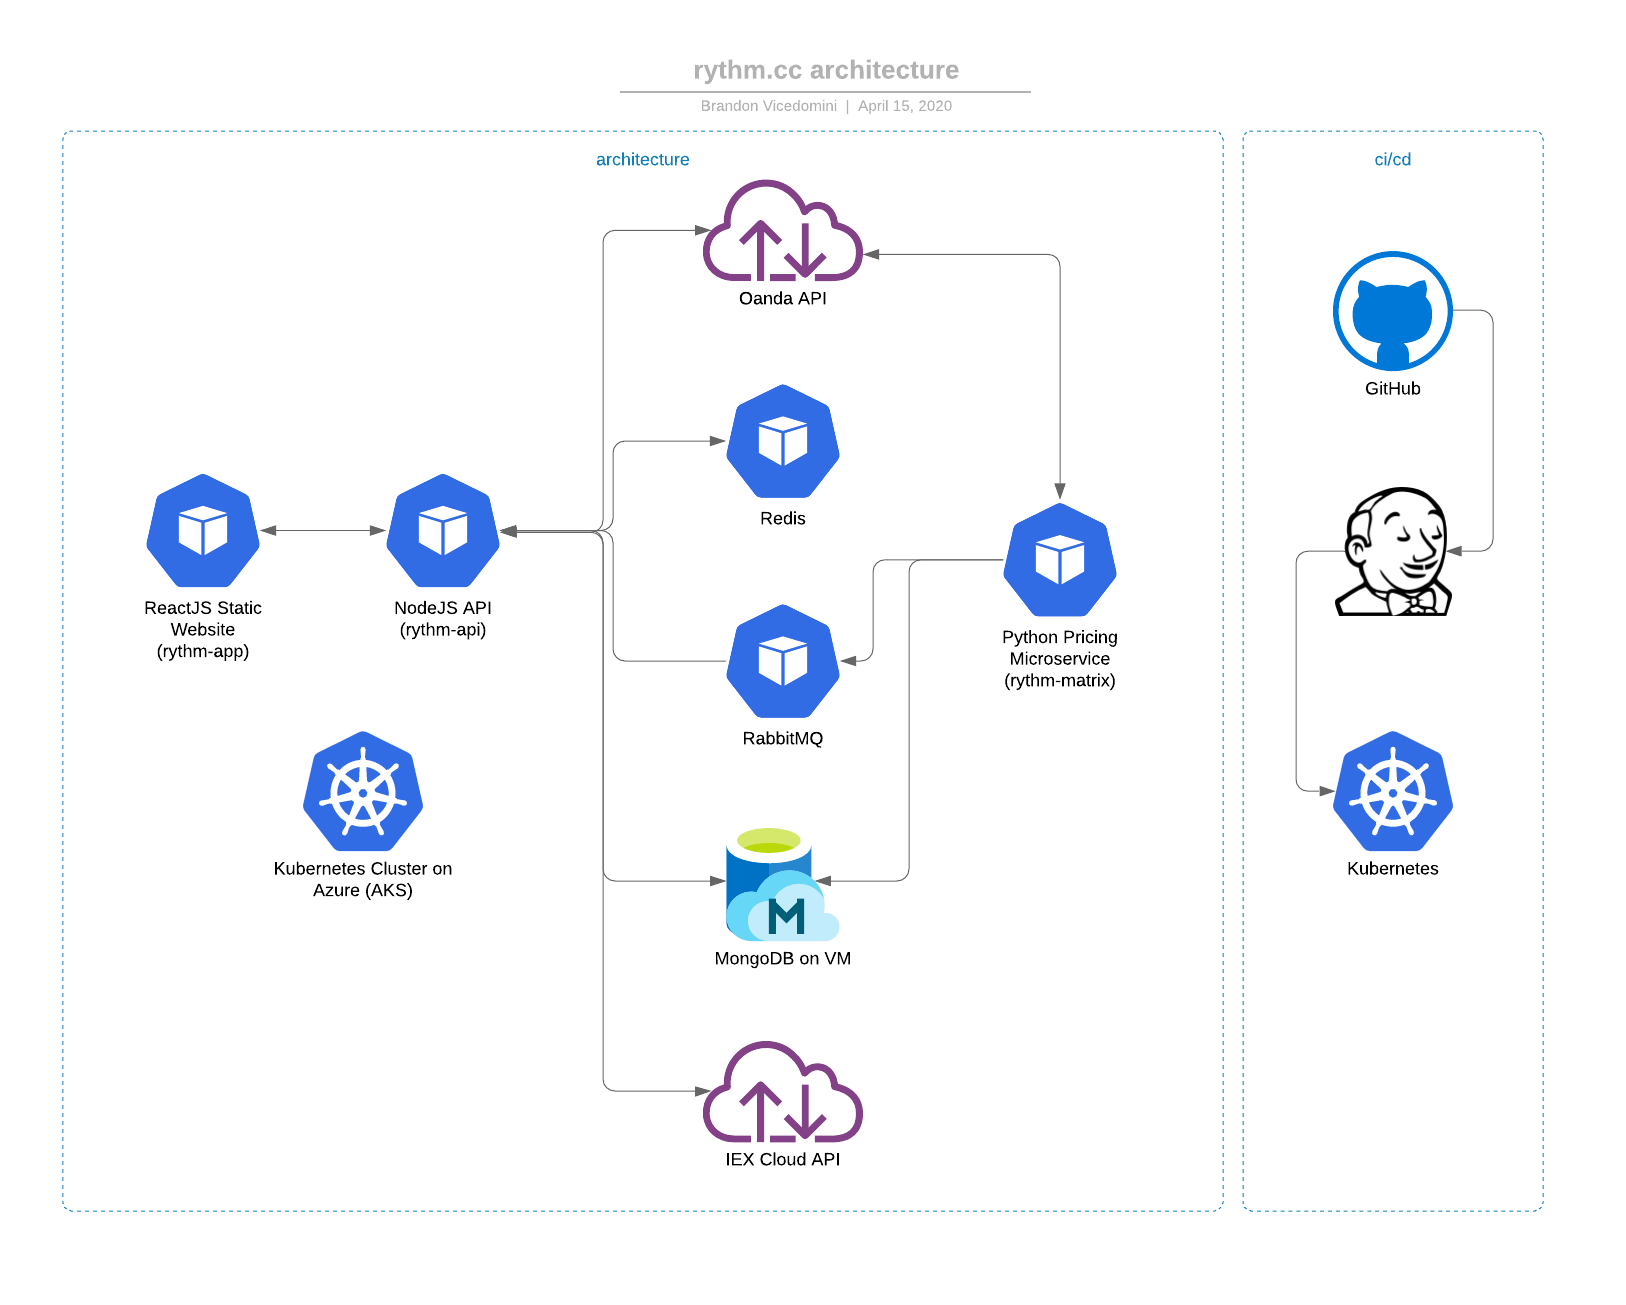 rythm.cc architecture
Brandon Vicedomini | April 15, 2020
architecture
Oanda API
Redis
ReactJS Static
Website
(rythm-app)
NodeJS API
(rythm-api)
Python Pricing
Microservice
(rythm-matrix)
RabbitMQ
Kubernetes Cluster on
Azure (AKS)
M
MongoDB on VM
IEX Cloud API
ci/cd
GitHub
Kubernetes